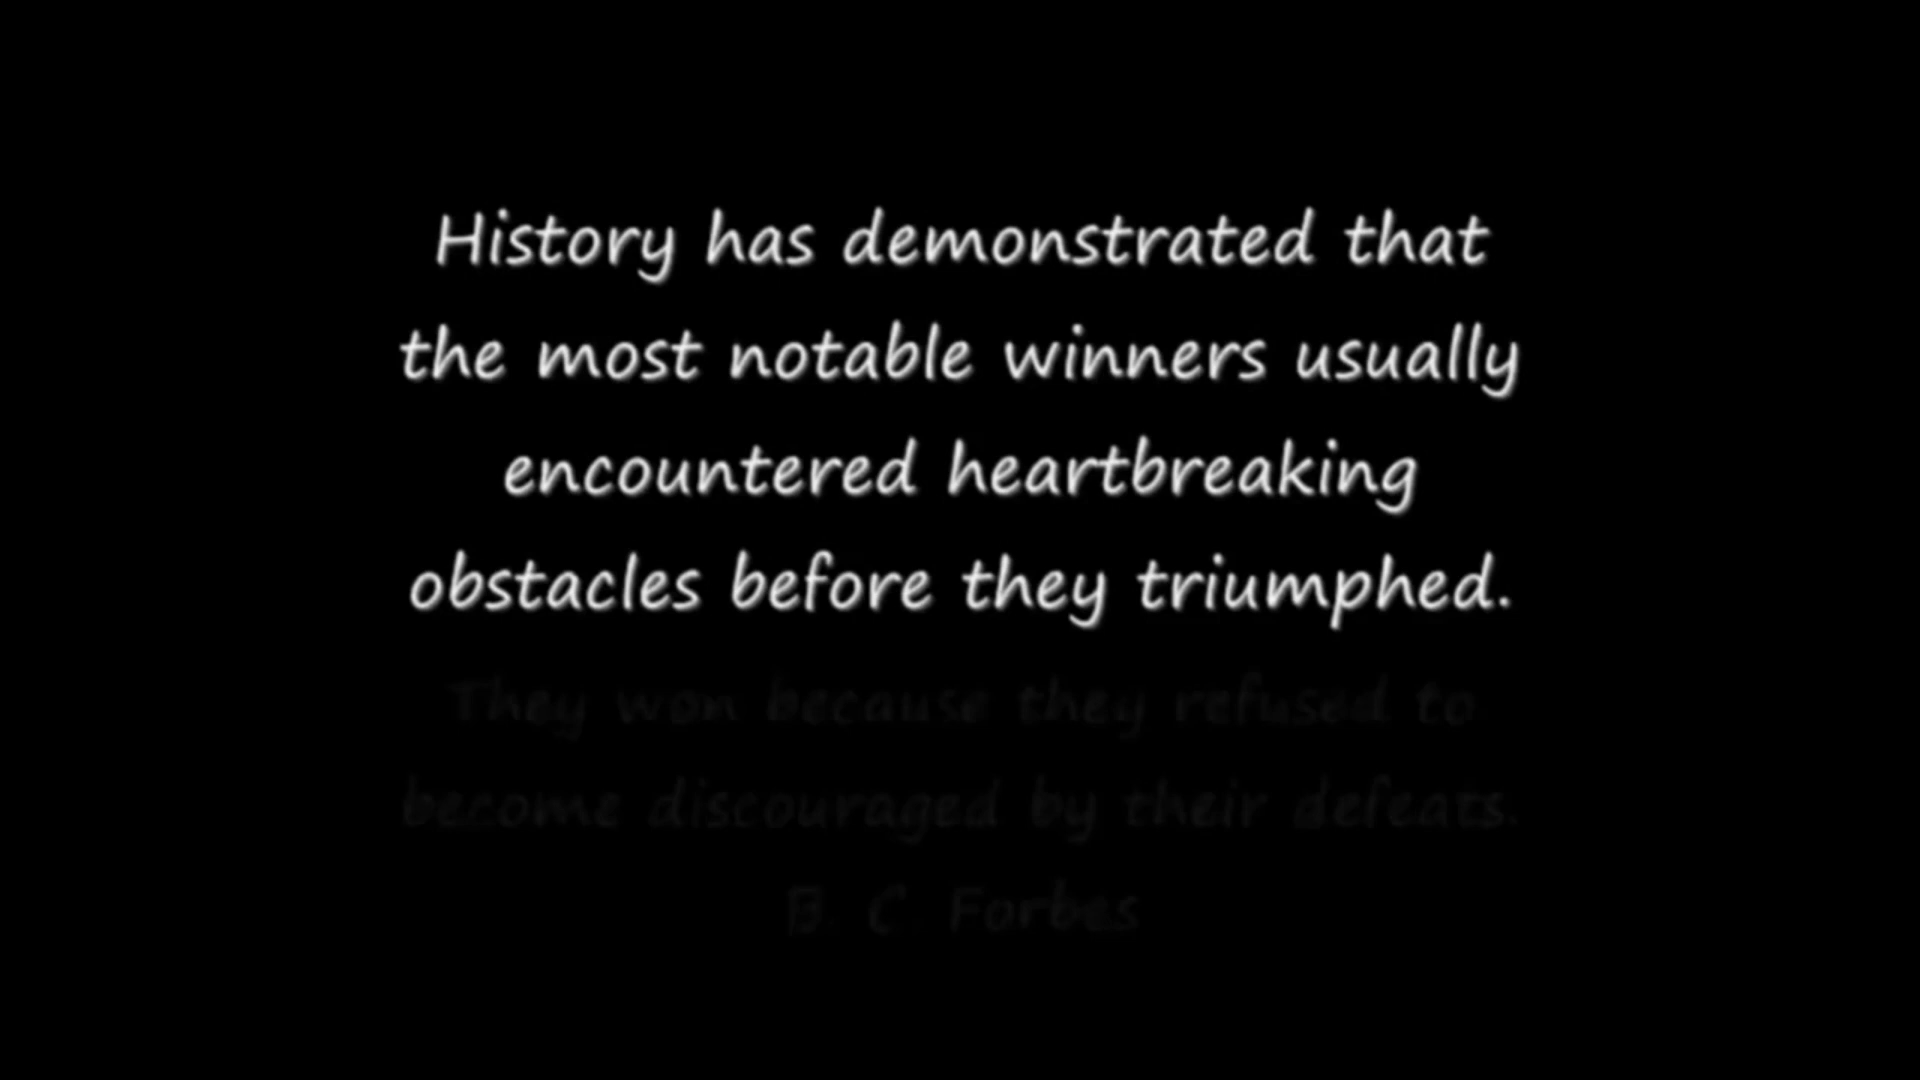 History has demonstrated that
the most notable winners usually
encountered heartbreaking
obstacles before they triumphed.
They won because they refused to
become discouraged by their defeats.
B. C. Forbes